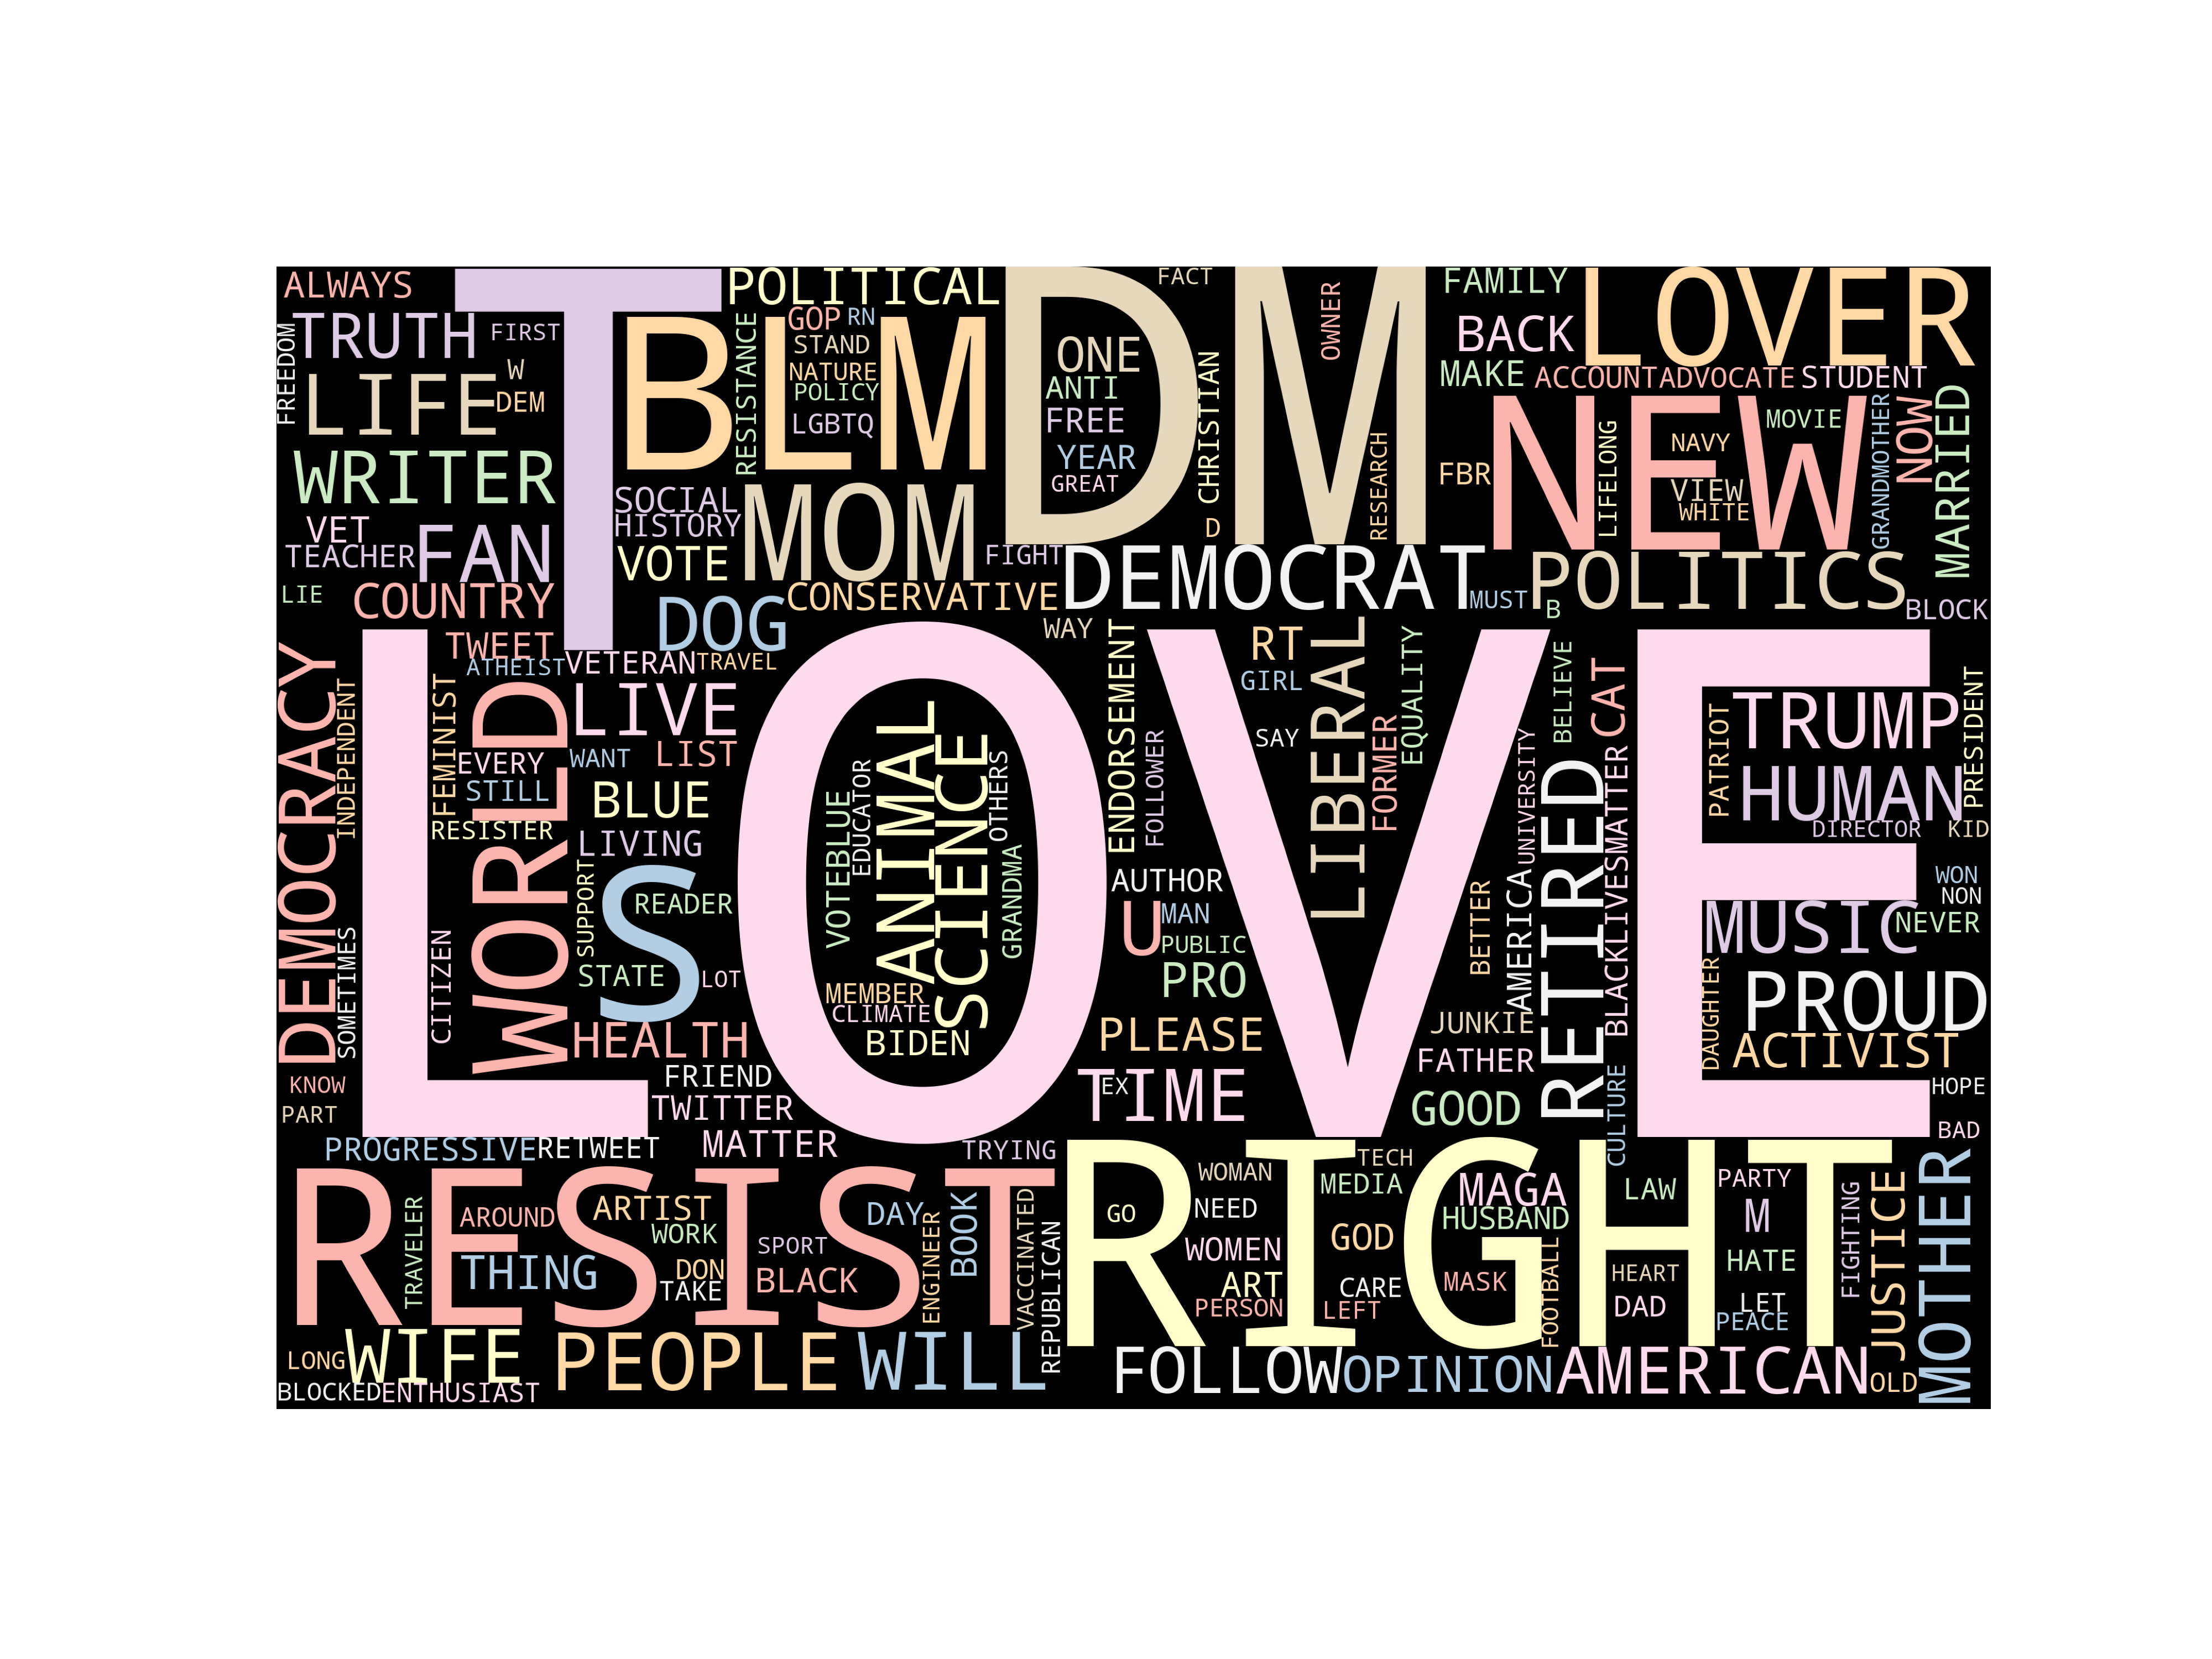 ALWAYS
TRUTH
FIRST
FREEDOM
LIFE
W
DEM
WRITER
VET
TEACHER
FAN
LIE
COUNTRY
T
POLITICAL
BLM
GOP
RN
STAND
NATURE
POLICY
LGBTQ
RESISTANCE
SOCIAL
HISTORY
VOTE
MOM
FIGHT
CONSERVATIVE
DOG
DM
FACT
OWNER
ONE
ANTI
FREE
YEAR
GREAT
CHRISTIAN
D
RESEARCH
FAMILY
LOVER
BACK
MAKE
ACCOUNT
ADVOCATE
STUDENT
NEW
FBR
LIFELONG
NAVY
VIEW
WHITE
MOVIE
GRANDMOTHER
NOW
MARRIED
DEMOCRAT
MUST
B
POLITICS
BLOCK
WAY
TWEET
ATHEIST
VETERAN
TRAVEL
DEMOCRACY
INDEPENDENT
SOMETIMES
FEMINIST
CITIZEN
WORLD
LIVE
EVERY
WANT
LIST
STILL
BLUE
RESISTER
LIVING
SUPPORT
S
READER
STATE
LOT
HEALTH
FRIEND
TWITTER
MATTER
KNOW
PART
LOVE
ANIMAL
SCIENCE
VOTEBLUE
EDUCATOR
OTHERS
GRANDMA
MEMBER
CLIMATE
BIDEN
ENDORSEMENT
FOLLOWER
RT
GIRL
SAY
LIBERAL
FORMER
EQUALITY
AUTHOR
U
MAN
PUBLIC
PRO
PLEASE
TIME
EX
BETTER
AMERICA
UNIVERSITY
BELIEVE
CAT
RETIRED
BLACKLIVESMATTER
JUNKIE
FATHER
GOOD
CULTURE
TRUMP
PATRIOT
PRESIDENT
HUMAN
DIRECTOR
KID
WON
NON
MUSIC
NEVER
PROUD
DAUGHTER
ACTIVIST
HOPE
BAD
PROGRESSIVE
RETWEET
TRYING
RESIST
TRAVELER
AROUND
ARTIST
WORK
THING
DON
TAKE
SPORT
BLACK
DAY
ENGINEER
BOOK
VACCINATED
REPUBLICAN
RIGHT
WOMAN
GO
NEED
WOMEN
ART
PERSON
TECH
MEDIA
GOD
CARE
LEFT
MAGA
HUSBAND
MASK
FOOTBALL
LAW
HEART
DAD
PARTY
M
HATE
LET
PEACE
FIGHTING
JUSTICE
MOTHER
LONG
WIFE
BLOCKED
ENTHUSIAST
PEOPLE
WILL
FOLLOW
OPINION
AMERICAN
OLD